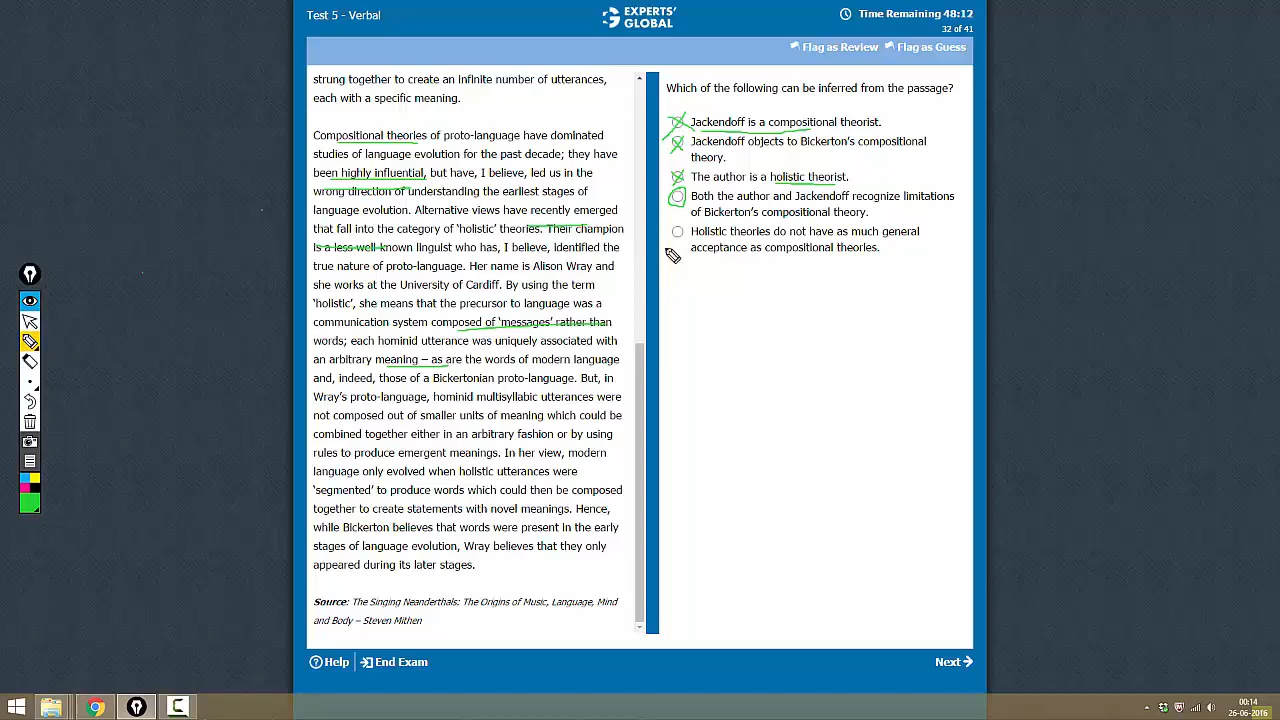 Test 5 - Verbal
EXPERTS'
GLOBAL
Time Remaining 48:12
32 of 41
Flag as Review
Flag as Guess
strung together to create an infinite number of utterances,
each with a specific meaning.
Compositional theories of proto-language have dominated
studies of language evolution for the past decade; they have
been highly influential, but have, I believe, led us in the
wrong direction of understanding the earliest stages of
language evolution. Alternative views have recently emerged
that fall into the category of 'holistic' theories. Their champion
is a less well-known linguist who has, I believe, identified the
true nature of proto-language. Her name is Alison Wray and
she works at the University of Cardiff. By using the term
'holistic', she means that the precursor to language was a
communication system composed of 'messages' rather than
words; each hominid utterance was uniquely associated with
an arbitrary meaning – as are the words of modern language
and, indeed, those of a Bickertonian proto-language. But, in
Wray's proto-language, hominid multisyllabic utterances were
not composed out of smaller units of meaning which could be
combined together either in an arbitrary fashion or by using
rules to produce emergent meanings. In her view, modern
language only evolved when holistic utterances were
'segmented' to produce words which could then be composed
together to create statements with novel meanings. Hence,
while Bickerton believes that words were present in the early
stages of language evolution, Wray believes that they only
appeared during its later stages.
Source: The Singing Neanderthals: The Origins of Music, Language, Mind
and Body – Steven Mithen
Which of the following can be inferred from the passage?
Jackendoff is a compositional theorist.
Jackendoff objects to Bickerton's compositional
theory.
The author is a holistic theorist.
Both the author and Jackendoff recognize limitations
of Bickerton's compositional theory.
Holistic theories do not have as much general
acceptance as compositional theories.
Help
End Exam
Next
00:14
26-06-2016